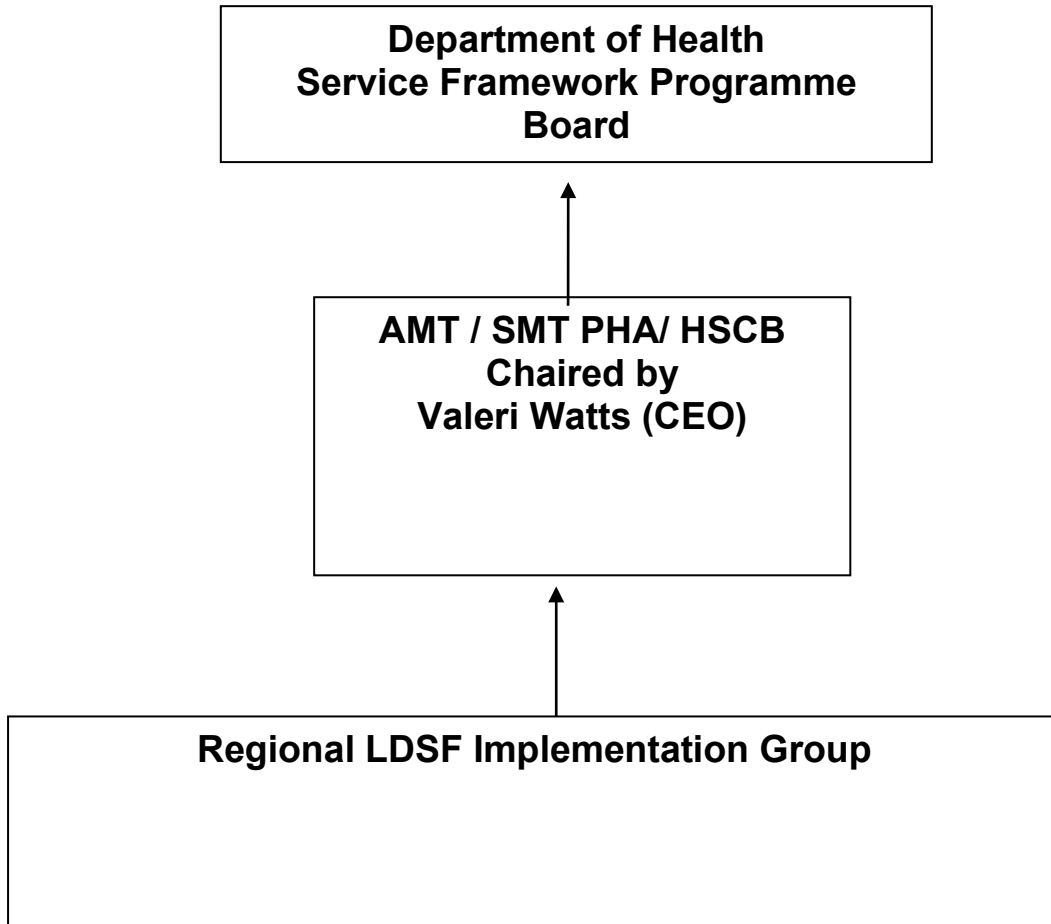 Department of Health
Service Framework Programme
Board
AMT / SMT PHA/ HSCB
Chaired by
Valeri Watts (CEO)
Regional LDSF Implementation Group